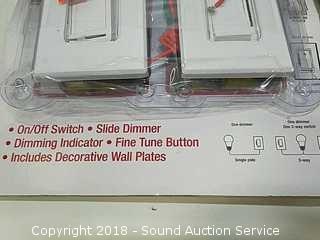 One dimmer
One 3-way switch
One dimmer
• On/Off Switch • Slide Dimmer
• Dimming Indicator • Fine Tune Button
• Includes Decorative Wall Plates
Single pole
3-way
Copyright 2018 - Sound Auction Service